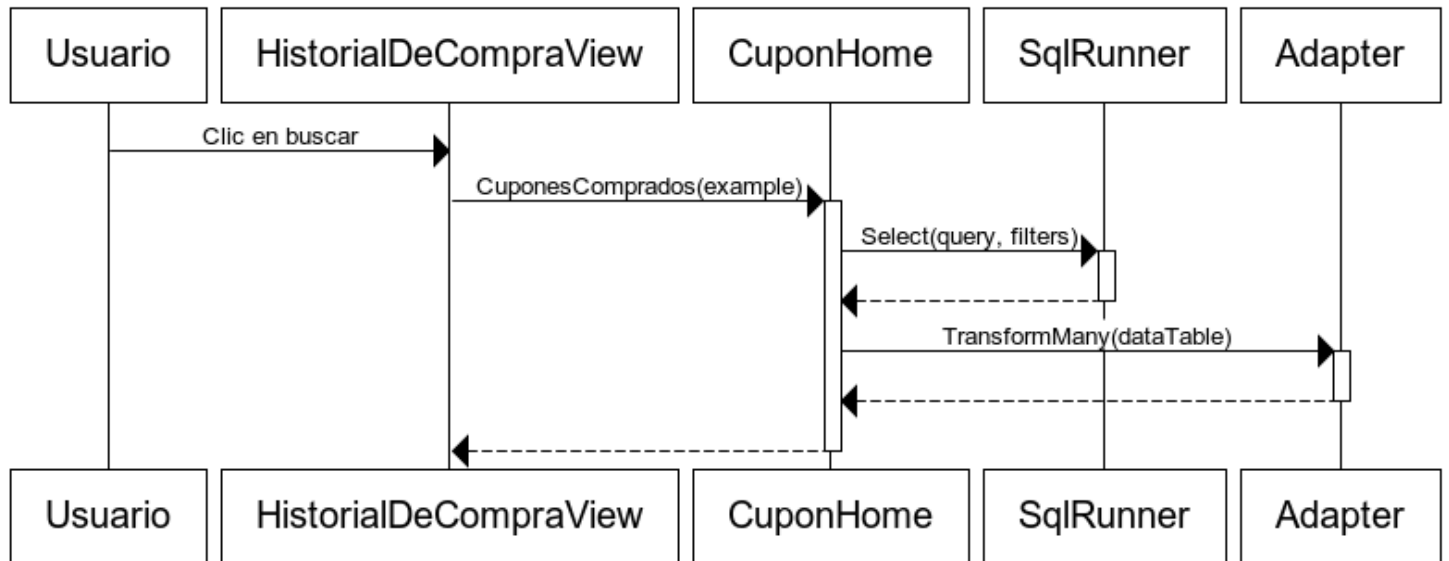 Usuario
HistorialDeCompraView
CuponHome
SqlRunner
Adapter
Clic en buscar
CuponesComprados(example)
Select(query, filters)
TransformMany(dataTable)
Usuario
HistorialDeCompraView
CuponHome
SqlRunner
Adapter